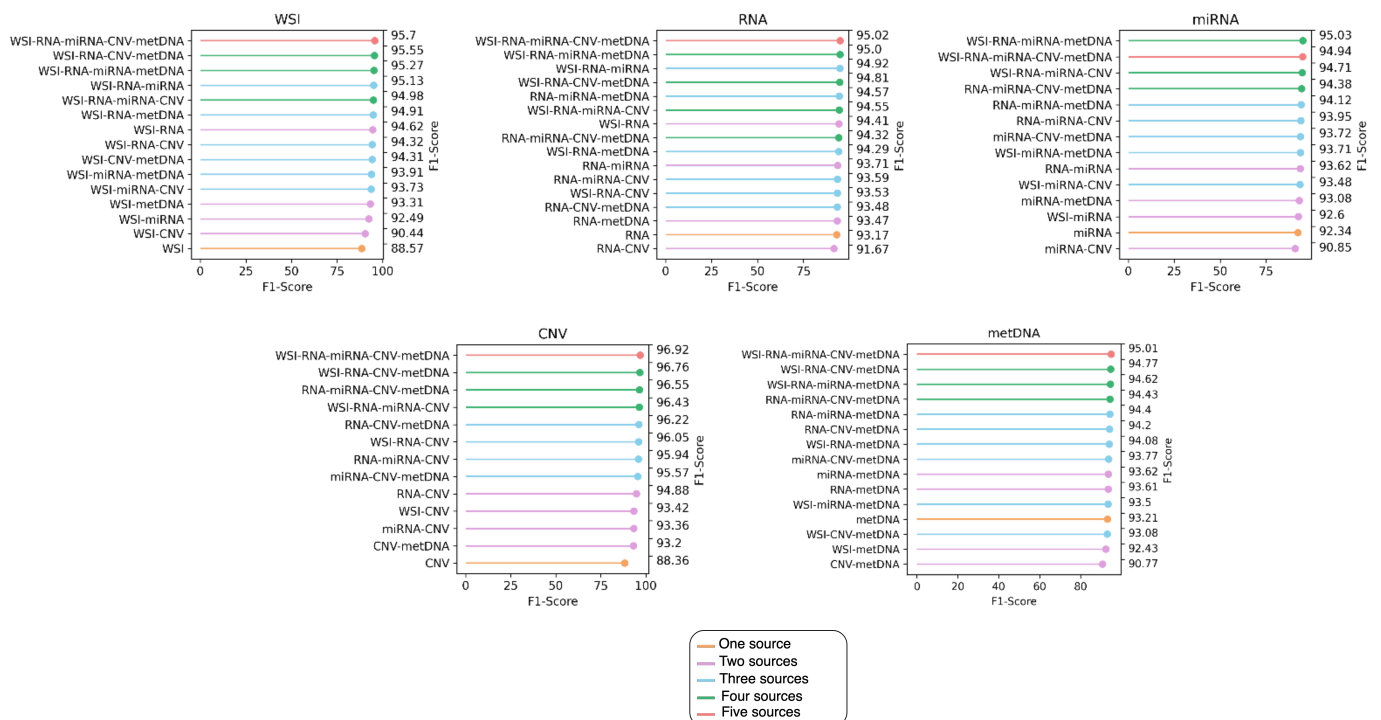 WSI
WSI-RNA-miRNA-CNV-metDNA 95.7
WSI-RNA-CNV-metDNA 95.55
WSI-RNA-miRNA-metDNA 95.27
WSI-RNA-miRNA 95.13
WSI-RNA-miRNA-CNV 94.98
WSI-RNA-metDNA 94.91
WSI-RNA 94.62
WSI-RNA-CNV 94.32
WSI-CNV-metDNA 94.31
WSI-miRNA-metDNA 93.91
WSI-miRNA-CNV 93.73
WSI-metDNA 93.31
WSI-miRNA 92.49
WSI-CNV 90.44
WSI 88.57
F1-Score
0 25 50 75 100
F1-Score
RNA
WSI-RNA-miRNA-CNV-metDNA 95.02
WSI-RNA-miRNA-metDNA 95.0
WSI-RNA-miRNA 94.92
WSI-RNA-CNV-metDNA 94.81
RNA-miRNA-metDNA 94.57
WSI-RNA-miRNA-CNV 94.55
WSI-RNA 94.41
RNA-miRNA-CNV-metDNA 94.32
WSI-RNA-metDNA 94.29
RNA-miRNA 93.71
RNA-miRNA-CNV 93.59
WSI-RNA-CNV 93.53
RNA-CNV-metDNA 93.48
RNA-metDNA 93.47
RNA 93.17
RNA-CNV 91.67
F1-Score
0 25 50 75
F1-Score
miRNA
WSI-RNA-miRNA-metDNA 95.03
WSI-RNA-miRNA-CNV-metDNA 94.94
WSI-RNA-miRNA-CNV 94.71
RNA-miRNA-CNV-metDNA 94.38
RNA-miRNA-metDNA 94.12
RNA-miRNA-CNV 93.95
miRNA-CNV-metDNA 93.72
WSI-miRNA-metDNA 93.71
RNA-miRNA 93.62
WSI-miRNA-CNV 93.48
miRNA-metDNA 93.08
WSI-miRNA 92.6
miRNA 92.34
miRNA-CNV 90.85
F1-Score
0 25 50 75
F1-Score
CNV
WSI-RNA-miRNA-CNV-metDNA 96.92
WSI-RNA-CNV-metDNA 96.76
RNA-miRNA-CNV-metDNA 96.55
WSI-RNA-miRNA-CNV 96.43
RNA-CNV-metDNA 96.22
WSI-RNA-CNV 96.05
RNA-miRNA-CNV 95.94
miRNA-CNV-metDNA 95.57
RNA-CNV 94.88
WSI-CNV 93.42
miRNA-CNV 93.36
CNV-metDNA 93.2
CNV 88.36
F1-Score
0 25 50 75 100
F1-Score
metDNA
WSI-RNA-miRNA-CNV-metDNA 95.01
WSI-RNA-CNV-metDNA 94.77
WSI-RNA-miRNA-metDNA 94.62
RNA-miRNA-CNV-metDNA 94.43
RNA-miRNA-metDNA 94.4
RNA-CNV-metDNA 94.2
WSI-RNA-metDNA 94.08
miRNA-CNV-metDNA 93.77
miRNA-metDNA 93.62
RNA-metDNA 93.61
WSI-miRNA-metDNA 93.5
metDNA 93.21
WSI-CNV-metDNA 93.08
WSI-metDNA 92.43
CNV-metDNA 90.77
F1-Score
0 20 40 60 80
F1-Score
One source
Two sources
Three sources
Four sources
Five sources